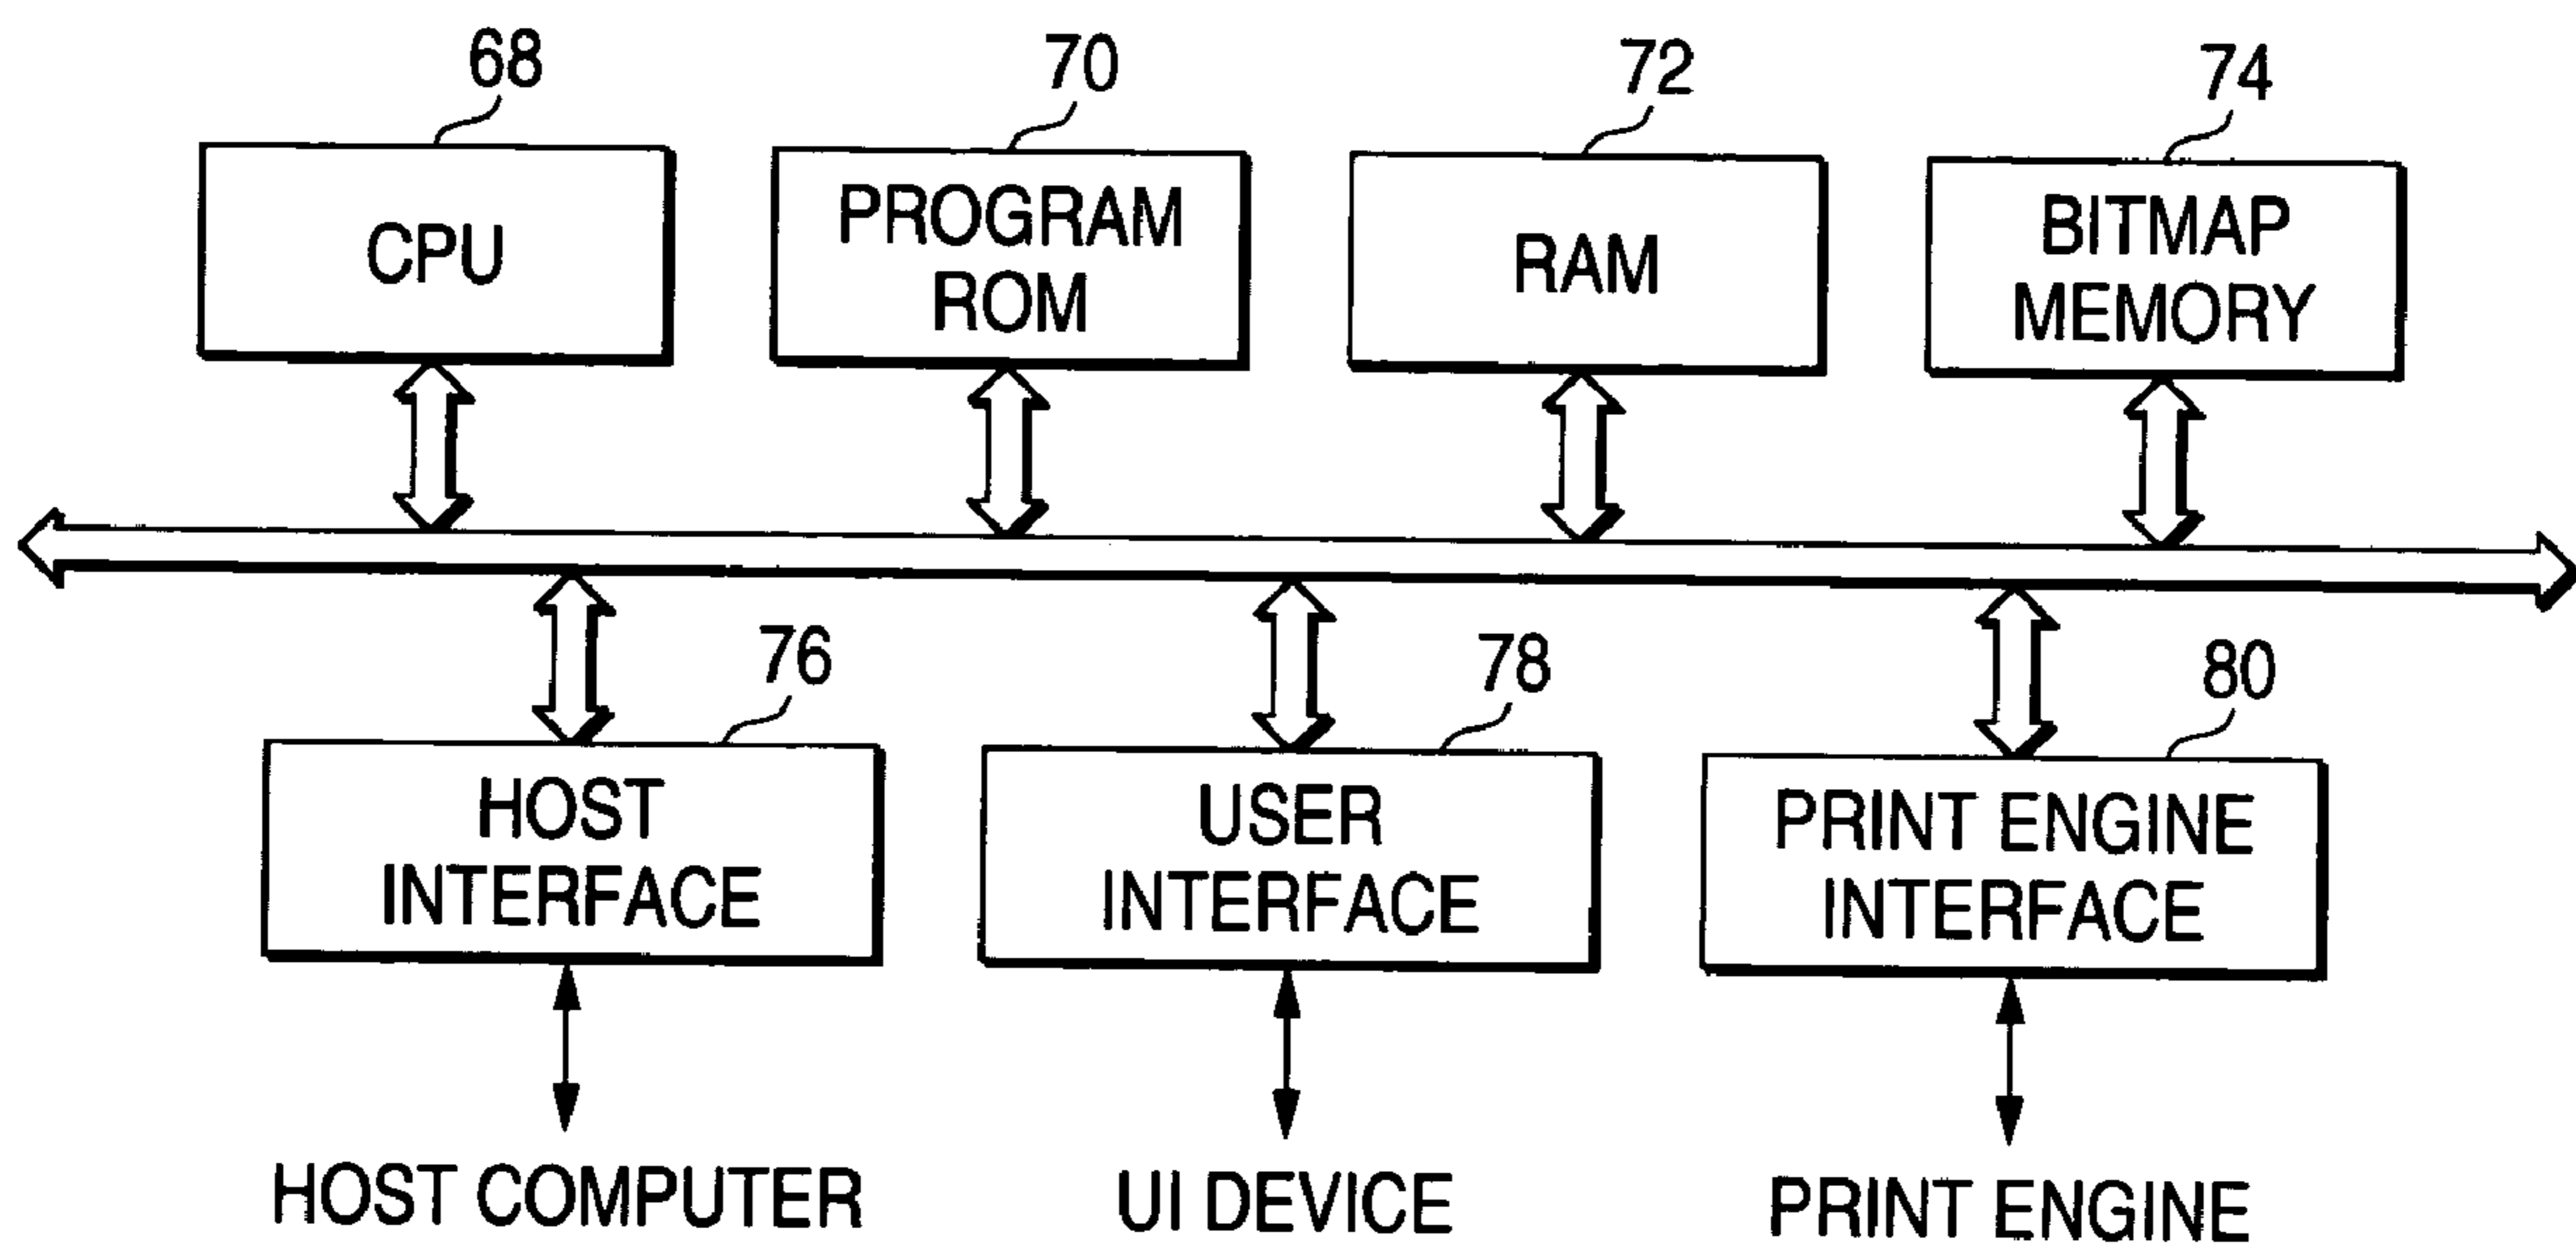 68
70
72
74
CPU
PROGRAM
ROM
RAM
BITMAP
MEMORY
76
78
80
HOST
INTERFACE
USER
INTERFACE
PRINT ENGINE
INTERFACE
HOST COMPUTER
UI DEVICE
PRINT ENGINE